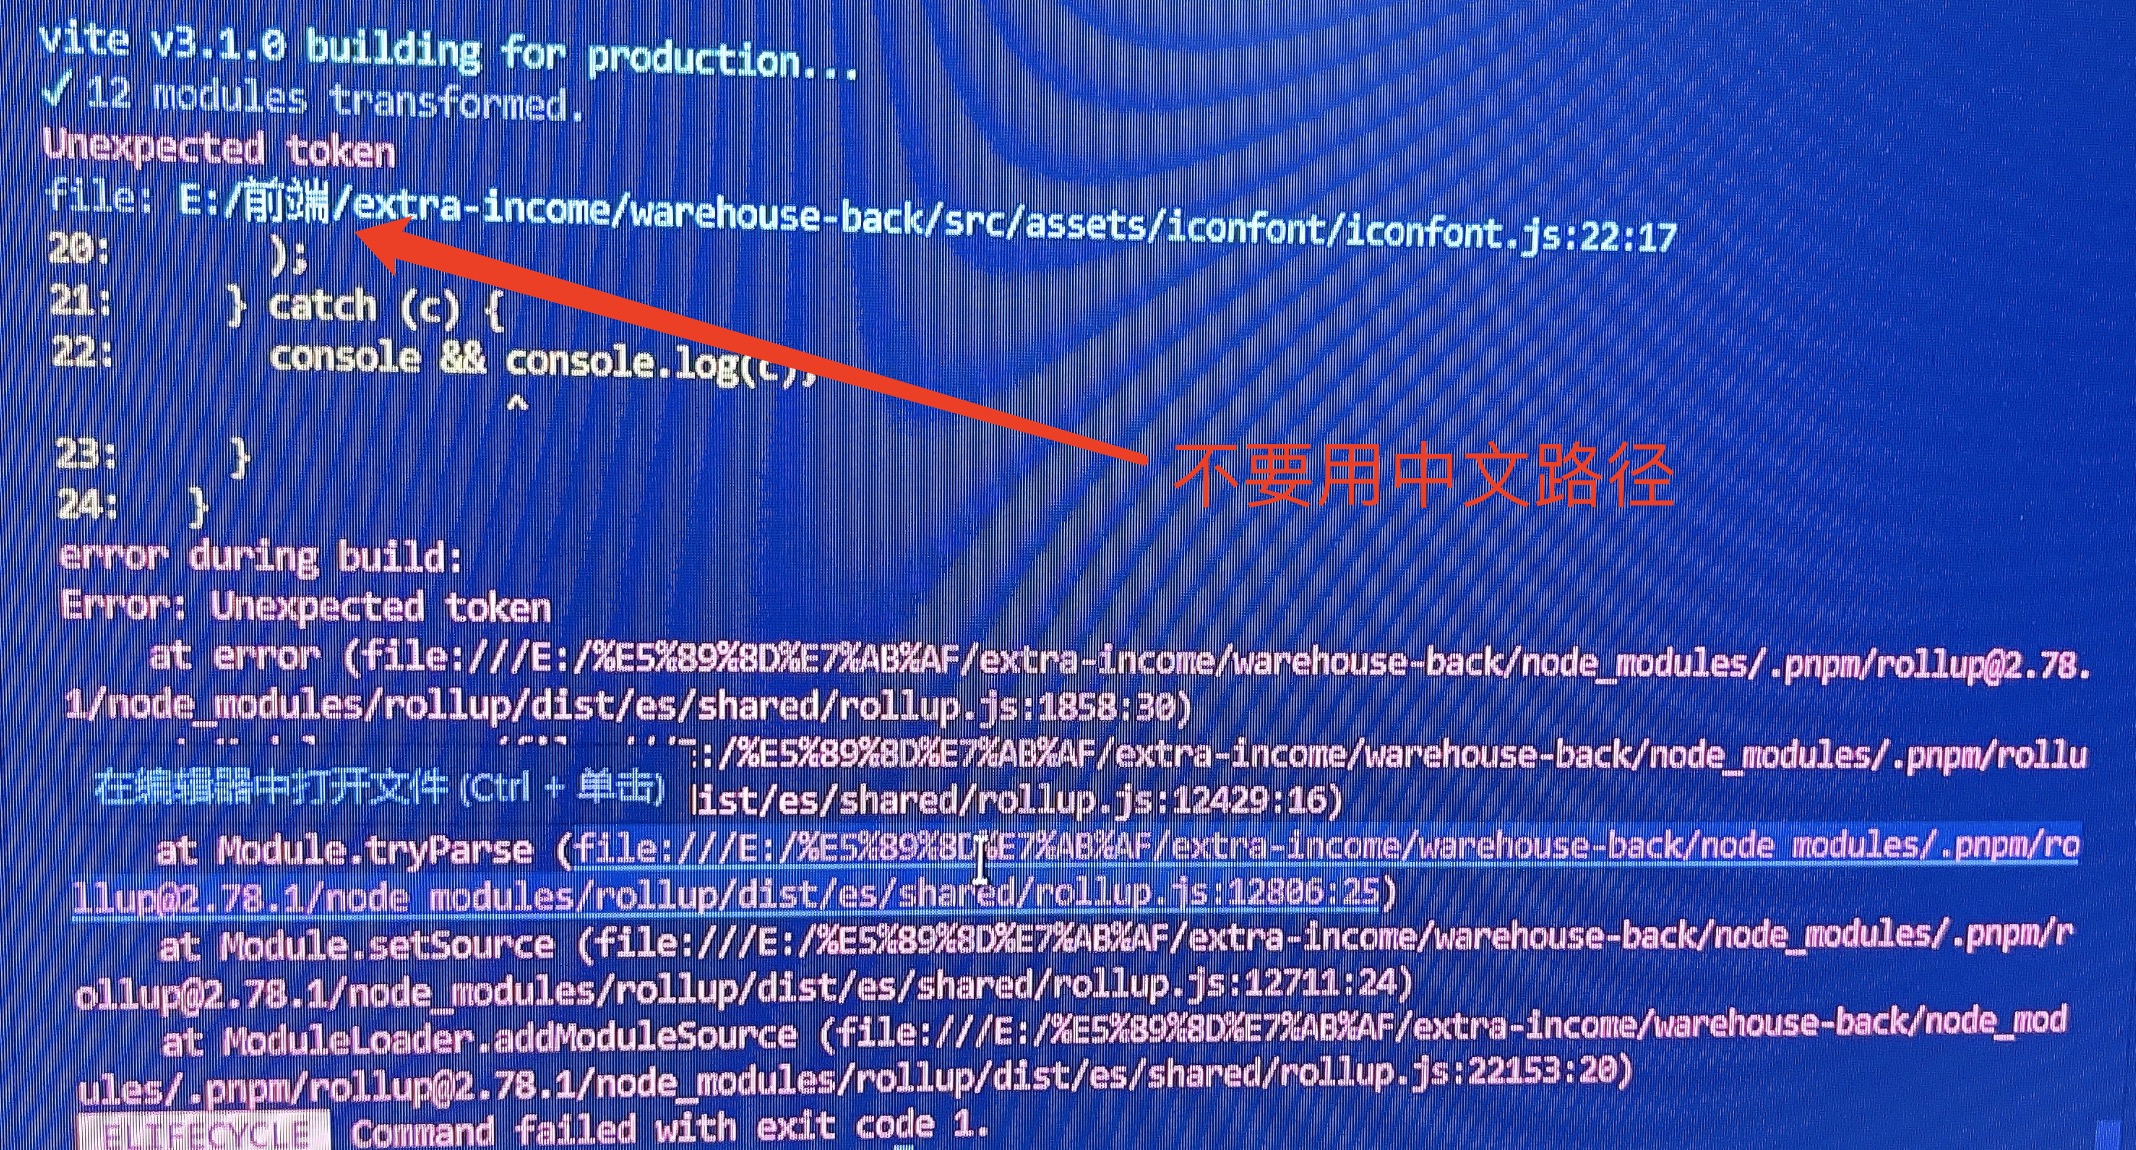 vite v3.1.0 building for production...
✓ 12 modules transformed.
Unexpected token
file: E:/前端/extra-income/warehouse-back/src/assets/iconfont/iconfont.js:22:17
20:        );
21:      } catch (c) {
22:        console && console.log(c);
^
不要用中文路径
23:      }
24:    }
error during build:
Error: Unexpected token
at error (file:///E:/%E5%89%8D%E7%AB%AF/extra-income/warehouse-back/node_modules/.pnpm/rollup@2.78.
1/node_modules/rollup/dist/es/shared/rollup.js:1858:30)
:/%E5%89%8D%E7%AB%AF/extra-income/warehouse-back/node_modules/.pnpm/rollu
在编辑器中打开文件 (Ctrl + 单击)
ist/es/shared/rollup.js:12429:16)
at Module.tryParse (file:///E:/%E5%89%8D%E7%AB%AF/extra-income/warehouse-back/node_modules/.pnpm/ro
llup@2.78.1/node_modules/rollup/dist/es/shared/rollup.js:12806:25)
at Module.setSource (file:///E:/%E5%89%8D%E7%AB%AF/extra-income/warehouse-back/node_modules/.pnpm/r
ollup@2.78.1/node_modules/rollup/dist/es/shared/rollup.js:12711:24)
at ModuleLoader.addModuleSource (file:///E:/%E5%89%8D%E7%AB%AF/extra-income/warehouse-back/node_mod
ules/.pnpm/rollup@2.78.1/node_modules/rollup/dist/es/shared/rollup.js:22153:20)
ELIFECYCLE Command failed with exit code 1.